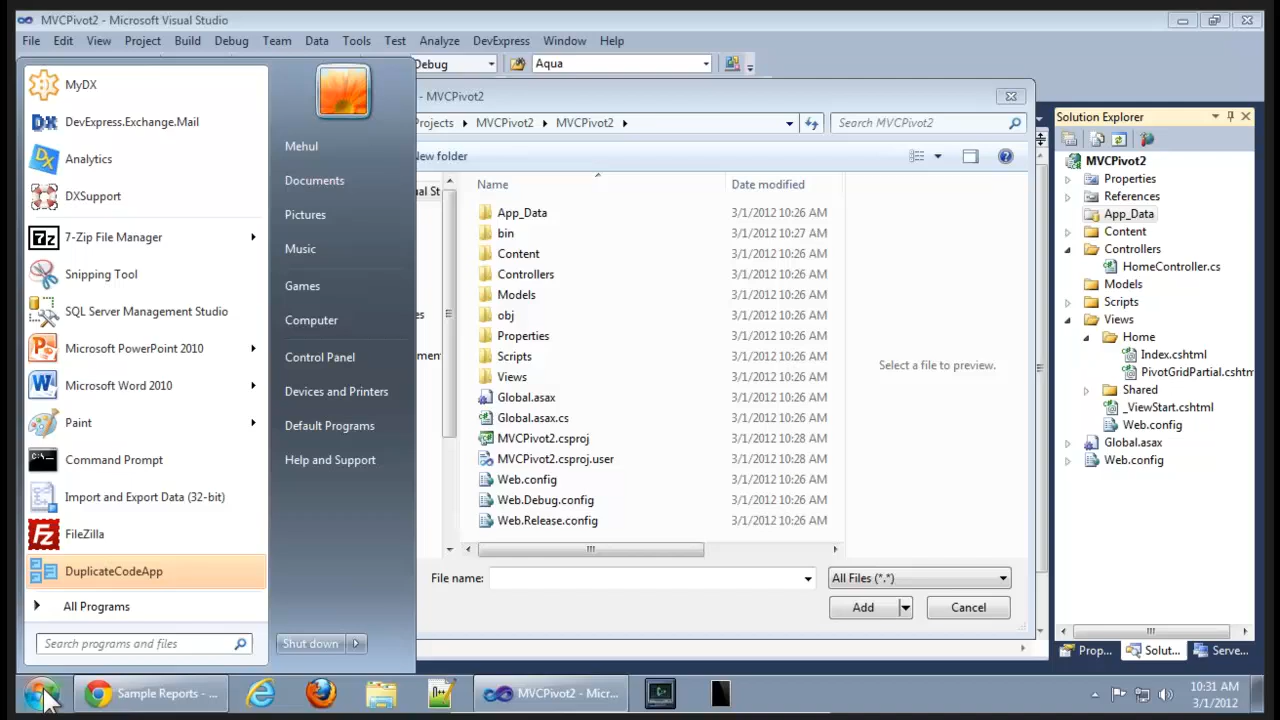 MVCPivot2 - Microsoft Visual Studio
File Edit View Project Build Debug Team Data Tools Test Analyze DevExpress Window Help
Debug
Aqua
MyDX
DevExpress.Exchange.Mail
Analytics
DXSupport
7-Zip File Manager
Snipping Tool
SQL Server Management Studio
Microsoft PowerPoint 2010
Microsoft Word 2010
Paint
Command Prompt
Import and Export Data (32-bit)
FileZilla
DuplicateCodeApp
All Programs
Search programs and files
Mehul
Documents
Pictures
Music
Games
Computer
Control Panel
Devices and Printers
Default Programs
Help and Support
Shut down
- MVCPivot2
rojects MVCPivot2 MVCPivot2
Search MVCPivot2
New folder
Name Date modified
App_Data 3/1/2012 10:26 AM
bin 3/1/2012 10:27 AM
Content 3/1/2012 10:26 AM
Controllers 3/1/2012 10:26 AM
Models 3/1/2012 10:26 AM
obj 3/1/2012 10:26 AM
Properties 3/1/2012 10:26 AM
Scripts 3/1/2012 10:26 AM
Views 3/1/2012 10:26 AM
Global.asax 3/1/2012 10:26 AM
Global.asax.cs 3/1/2012 10:26 AM
MVCPivot2.csproj 3/1/2012 10:28 AM
MVCPivot2.csproj.user 3/1/2012 10:28 AM
Web.config 3/1/2012 10:26 AM
Web.Debug.config 3/1/2012 10:26 AM
Web.Release.config 3/1/2012 10:26 AM
Select a file to preview.
File name:
All Files (*.*)
Add
Cancel
Solution Explorer
MVCPivot2
Properties
References
App_Data
Content
Controllers
HomeController.cs
Models
Scripts
Views
Home
Index.cshtml
PivotGridPartial.cshtm
Shared
_ViewStart.cshtml
Web.config
Global.asax
Web.config
Prop... Solut... Serve...
Sample Reports - ...
MVCPivot2 - Micr...
10:31 AM
3/1/2012